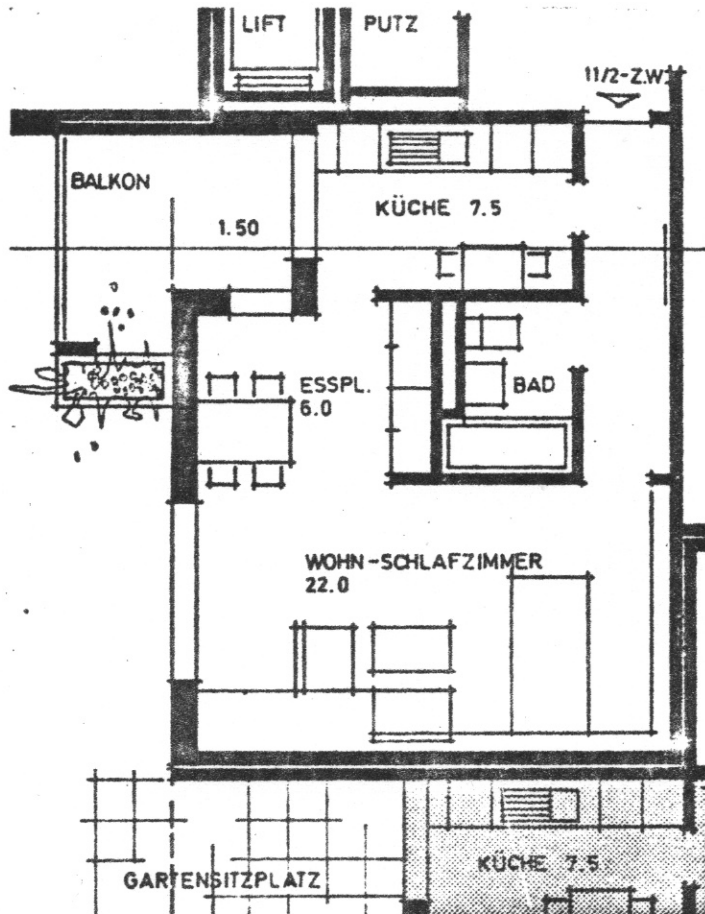 LIFT
PUTZ
11/2-Z.W.
BALKON
KÜCHE 7.5
1.50
ESSPL.
6.0
BAD
WOHN-SCHLAFZIMMER
22.0
KÜCHE 7.5
GARTENSITZPLATZ